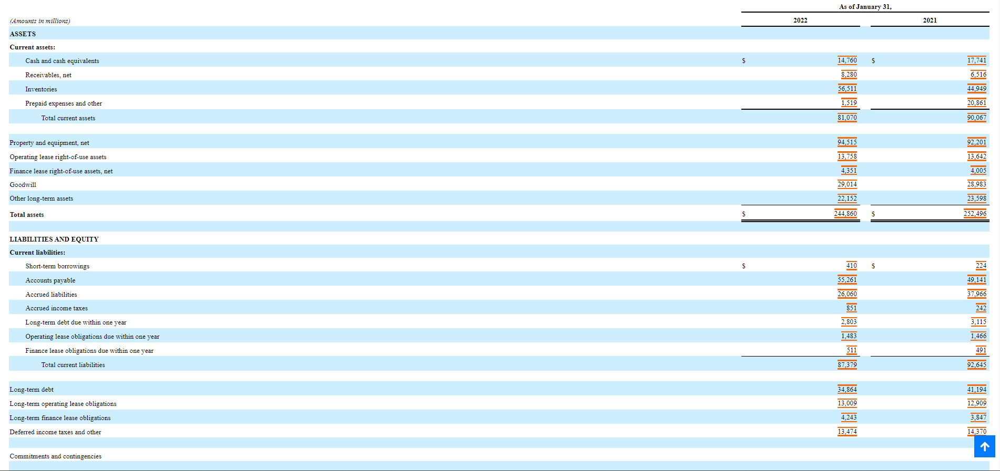 As of January 31,
(Amounts in millions) 2022 2021
ASSETS
Current assets:
Cash and cash equivalents $ 14,760 $ 17,741
Receivables, net 8,280 6,516
Inventories 56,511 44,949
Prepaid expenses and other 1,519 20,861
Total current assets 81,070 90,067
Property and equipment, net 94,515 92,201
Operating lease right-of-use assets 13,758 13,642
Finance lease right-of-use assets, net 4,351 4,005
Goodwill 29,014 28,983
Other long-term assets 22,152 23,598
Total assets $ 244,860 $ 252,496
LIABILITIES AND EQUITY
Current liabilities:
Short-term borrowings $ 410 $ 224
Accounts payable 55,261 49,141
Accrued liabilities 26,060 37,966
Accrued income taxes 851 242
Long-term debt due within one year 2,803 3,115
Operating lease obligations due within one year 1,483 1,466
Finance lease obligations due within one year 511 491
Total current liabilities 87,379 92,645
Long-term debt 34,864 41,194
Long-term operating lease obligations 13,009 12,909
Long-term finance lease obligations 4,243 3,847
Deferred income taxes and other 13,474 14,370
Commitments and contingencies